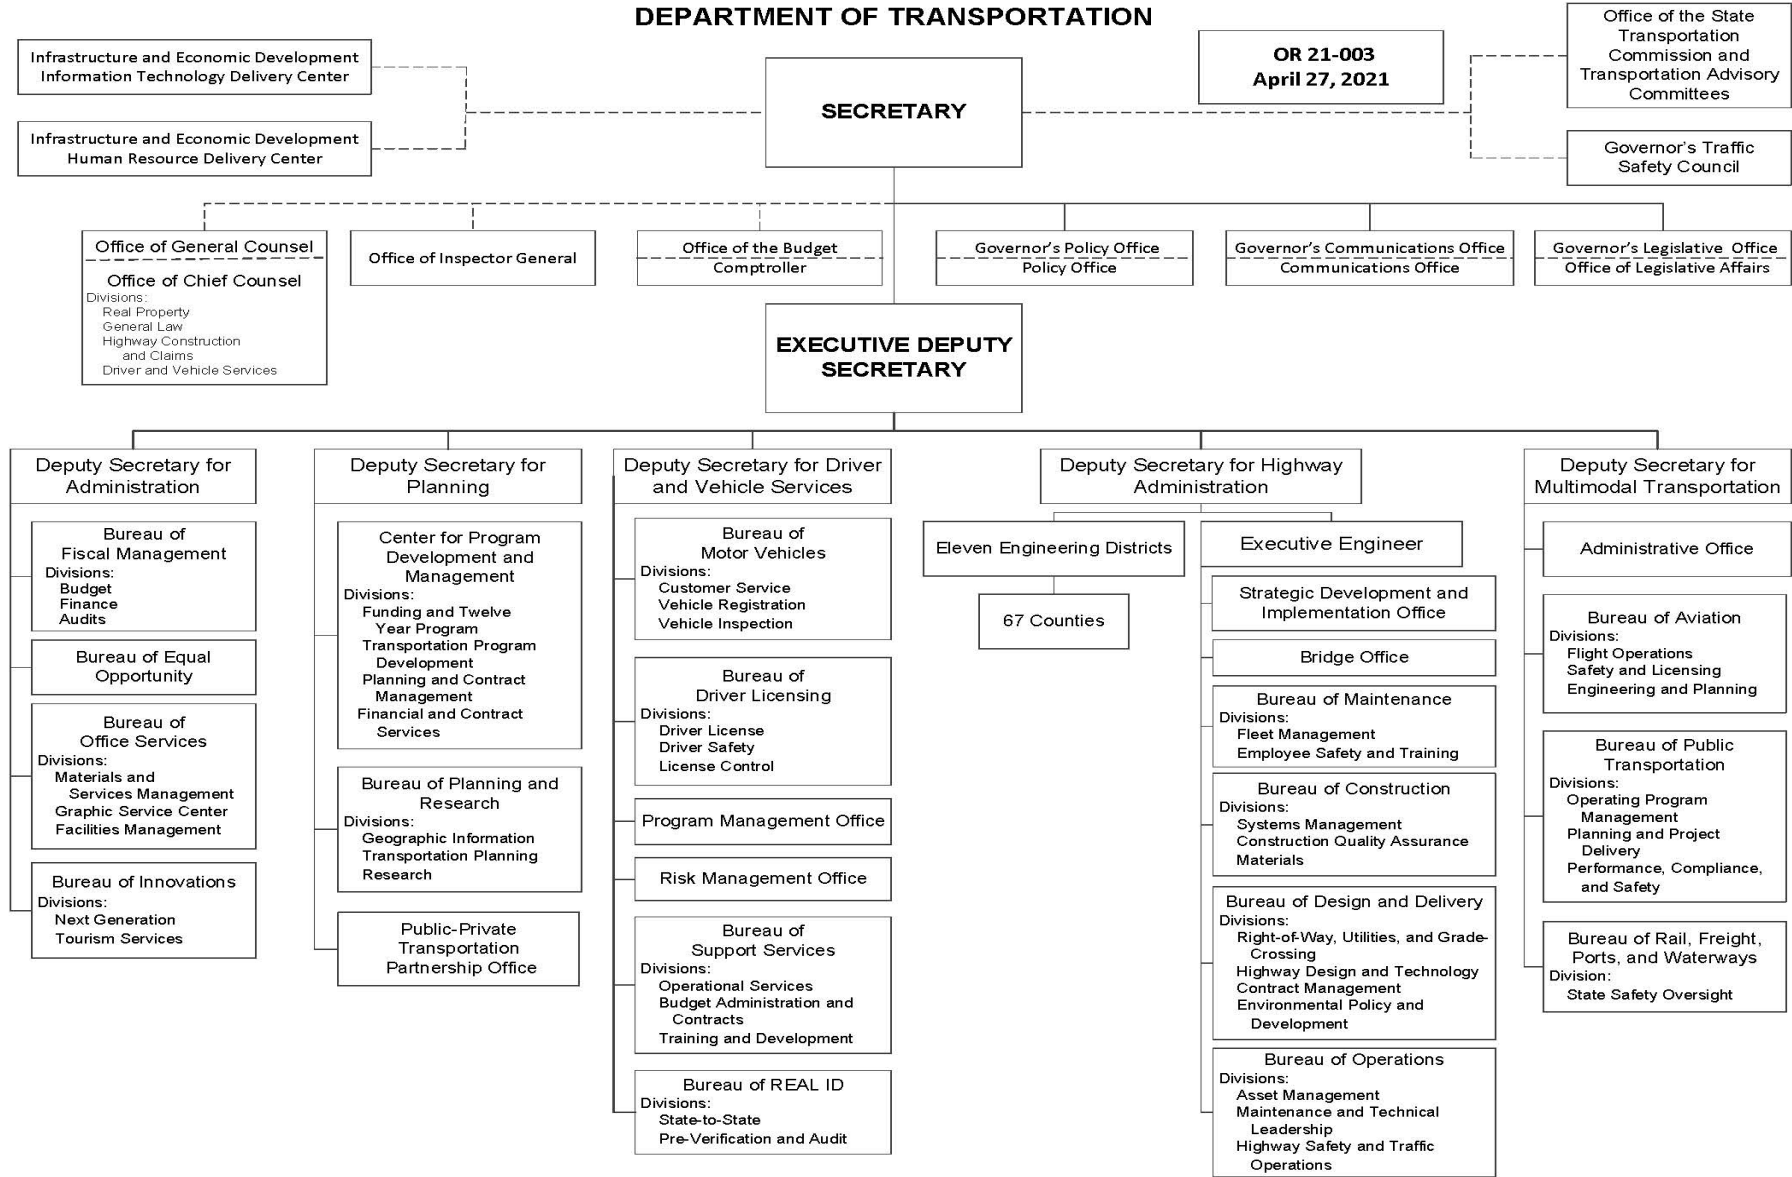 DEPARTMENT OF TRANSPORTATION
Infrastructure and Economic Development
Information Technology Delivery Center
Infrastructure and Economic Development
Human Resource Delivery Center
SECRETARY
OR 21-003
April 27, 2021
Office of the State
Transportation
Commission and
Transportation Advisory
Committees
Governor's Traffic
Safety Council
Office of General Counsel
Office of Chief Counsel
Divisions:
Real Property
General Law
Highway Construction
and Claims
Driver and Vehicle Services
Office of Inspector General
Office of the Budget
Comptroller
Governor's Policy Office
Policy Office
Governor's Communications Office
Communications Office
Governor's Legislative Office
Office of Legislative Affairs
EXECUTIVE DEPUTY
SECRETARY
Deputy Secretary for
Administration
Bureau of
Fiscal Management
Divisions:
Budget
Finance
Audits
Bureau of Equal
Opportunity
Bureau of
Office Services
Divisions:
Materials and
Services Management
Graphic Service Center
Facilities Management
Bureau of Innovations
Divisions:
Next Generation
Tourism Services
Deputy Secretary for
Planning
Center for Program
Development and
Management
Divisions:
Funding and Twelve
Year Program
Transportation Program
Development
Planning and Contract
Management
Financial and Contract
Services
Bureau of Planning and
Research
Divisions:
Geographic Information
Transportation Planning
Research
Public-Private
Transportation
Partnership Office
Deputy Secretary for Driver
and Vehicle Services
Bureau of
Motor Vehicles
Divisions:
Customer Service
Vehicle Registration
Vehicle Inspection
Bureau of
Driver Licensing
Divisions:
Driver License
Driver Safety
License Control
Program Management Office
Risk Management Office
Bureau of
Support Services
Divisions:
Operational Services
Budget Administration and
Contracts
Training and Development
Bureau of REAL ID
Divisions:
State-to-State
Pre-Verification and Audit
Deputy Secretary for Highway
Administration
Eleven Engineering Districts
67 Counties
Executive Engineer
Strategic Development and
Implementation Office
Bridge Office
Bureau of Maintenance
Divisions:
Fleet Management
Employee Safety and Training
Bureau of Construction
Divisions:
Systems Management
Construction Quality Assurance
Materials
Bureau of Design and Delivery
Divisions:
Right-of-Way, Utilities, and Grade-
Crossing
Highway Design and Technology
Contract Management
Environmental Policy and
Development
Bureau of Operations
Divisions:
Asset Management
Maintenance and Technical
Leadership
Highway Safety and Traffic
Operations
Deputy Secretary for
Multimodal Transportation
Administrative Office
Bureau of Aviation
Divisions:
Flight Operations
Safety and Licensing
Engineering and Planning
Bureau of Public
Transportation
Divisions:
Operating Program
Management
Planning and Project
Delivery
Performance, Compliance,
and Safety
Bureau of Rail, Freight,
Ports, and Waterways
Division:
State Safety Oversight